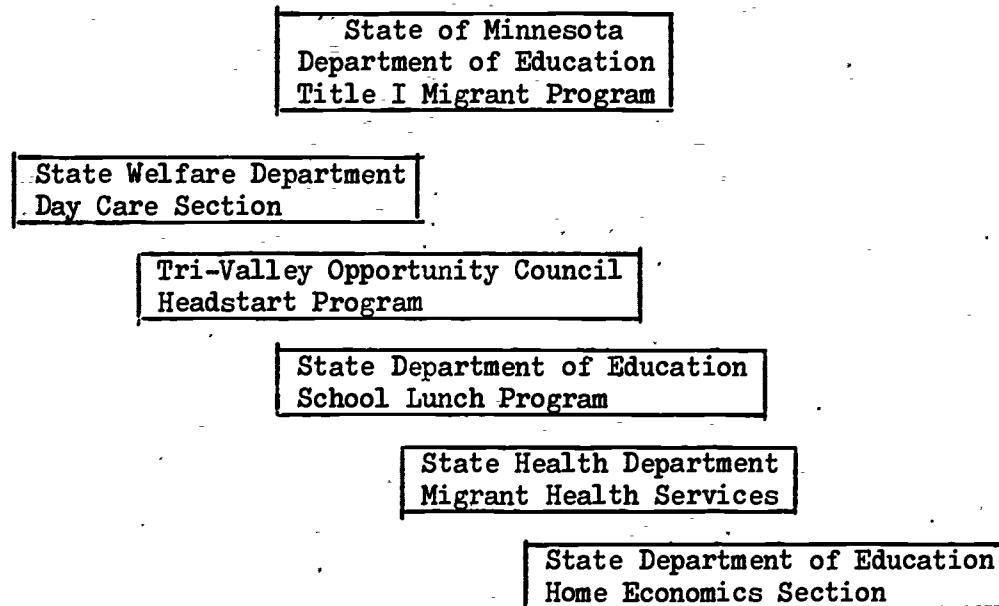 State of Minnesota
Department of Education
Title I Migrant Program
State Welfare Department
Day Care Section
Tri-Valley Opportunity Council
Headstart Program
State Department of Education
School Lunch Program
State Health Department
Migrant Health Services
State Department of Education
Home Economics Section